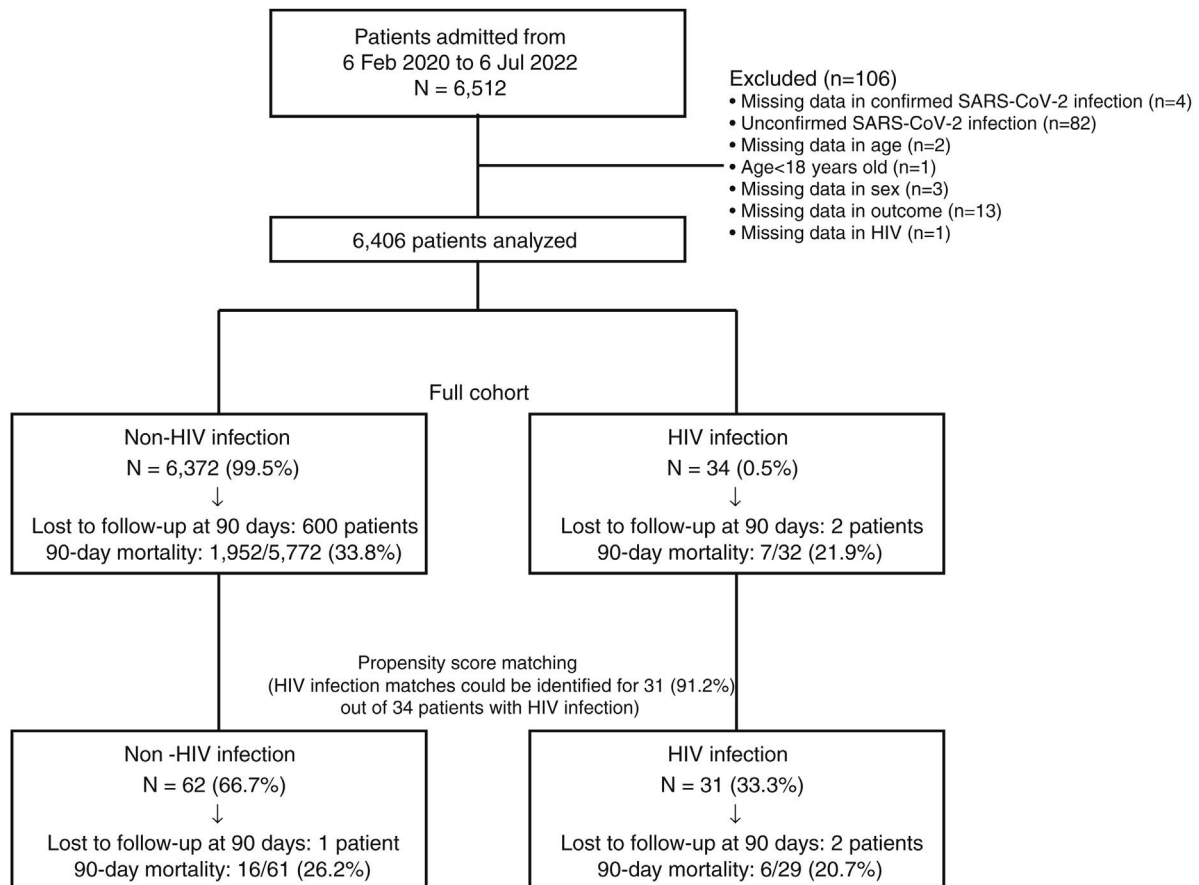 Patients admitted from
6 Feb 2020 to 6 Jul 2022
N = 6,512
Excluded (n=106)
• Missing data in confirmed SARS-CoV-2 infection (n=4)
• Unconfirmed SARS-CoV-2 infection (n=82)
• Missing data in age (n=2)
• Age<18 years old (n=1)
• Missing data in sex (n=3)
• Missing data in outcome (n=13)
• Missing data in HIV (n=1)
6,406 patients analyzed
Full cohort
Non-HIV infection
N = 6,372 (99.5%)
↓
Lost to follow-up at 90 days: 600 patients
90-day mortality: 1,952/5,772 (33.8%)
HIV infection
N = 34 (0.5%)
↓
Lost to follow-up at 90 days: 2 patients
90-day mortality: 7/32 (21.9%)
Propensity score matching
(HIV infection matches could be identified for 31 (91.2%)
out of 34 patients with HIV infection)
Non -HIV infection
N = 62 (66.7%)
↓
Lost to follow-up at 90 days: 1 patient
90-day mortality: 16/61 (26.2%)
HIV infection
N = 31 (33.3%)
↓
Lost to follow-up at 90 days: 2 patients
90-day mortality: 6/29 (20.7%)